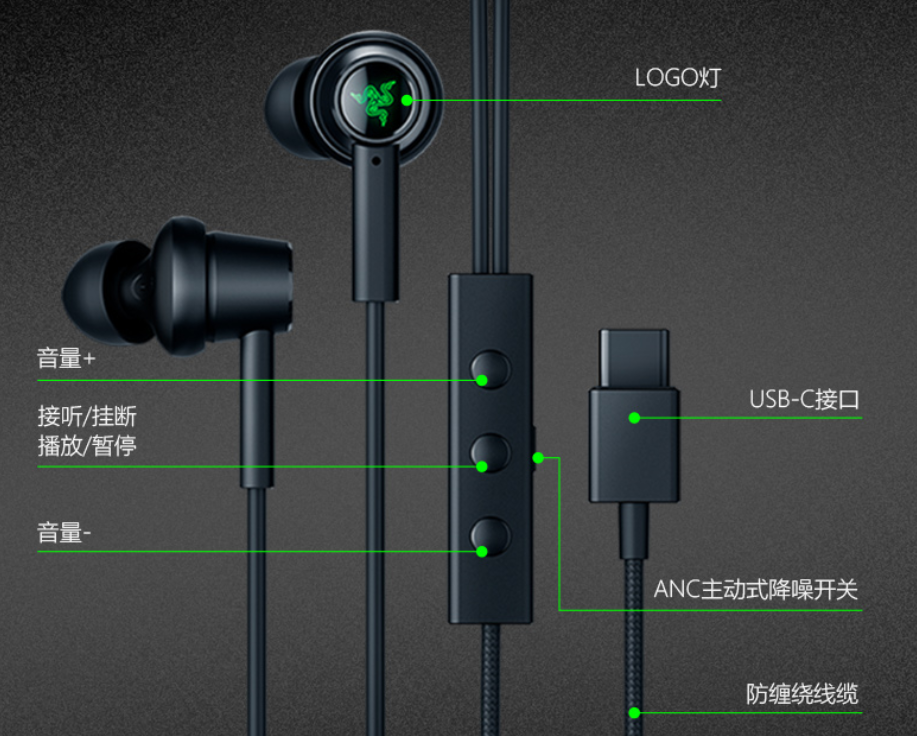 LOGO灯
音量+
接听/挂断
播放/暂停
USB-C接口
音量-
ANC主动式降噪开关
防缠绕线缆